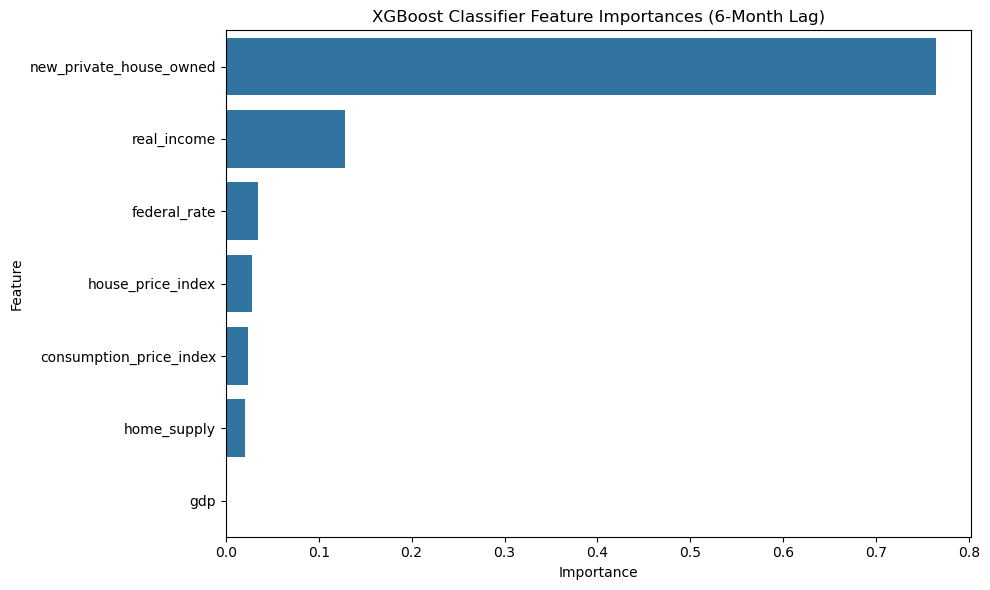 XGBoost Classifier Feature Importances (6-Month Lag)
new_private_house_owned
real_income
federal_rate
house_price_index
consumption_price_index
home_supply
gdp
Feature
0.0 0.1 0.2 0.3 0.4 0.5 0.6 0.7 0.8
Importance